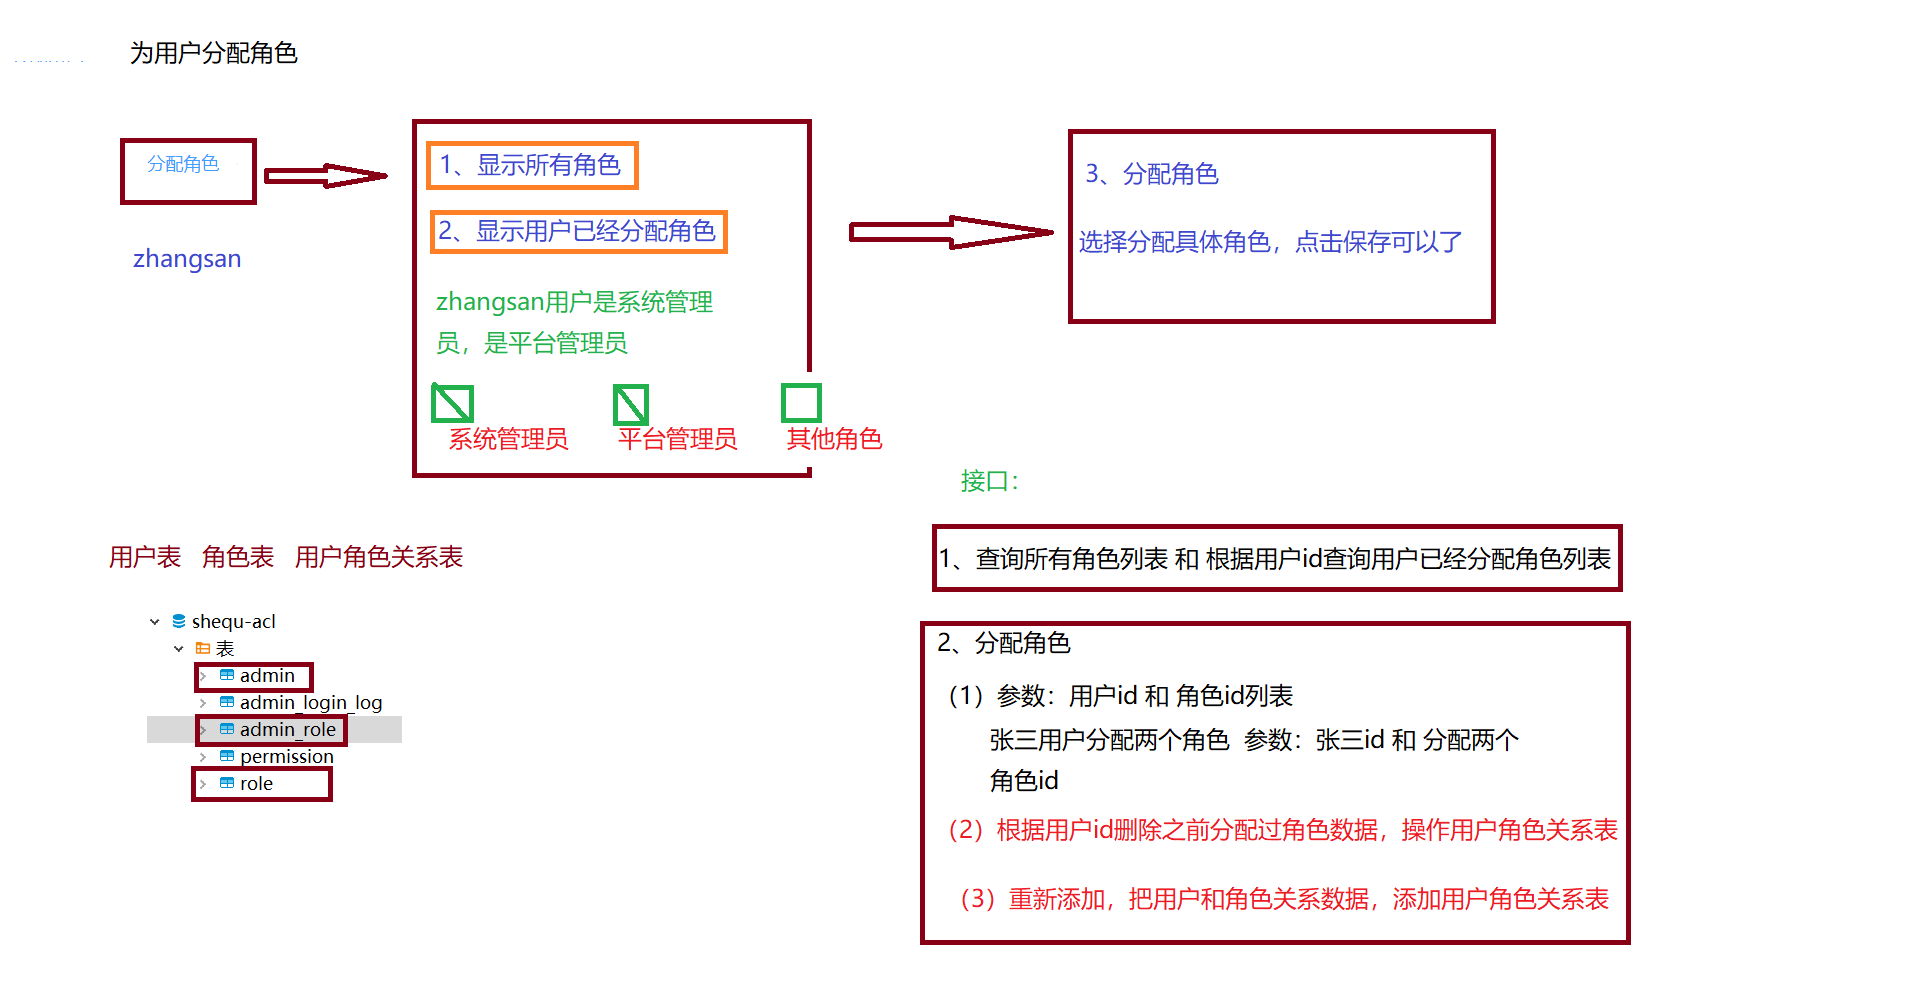 为用户分配角色
分配角色
zhangsan
1、显示所有角色
2、显示用户已经分配角色
zhangsan用户是系统管理
员，是平台管理员
系统管理员
平台管理员
其他角色
3、分配角色
选择分配具体角色，点击保存可以了
用户表 角色表 用户角色关系表
shequ-acl
表
admin
admin_login_log
admin_role
permission
role
接口：
1、查询所有角色列表 和 根据用户id查询用户已经分配角色列表
2、分配角色
（1）参数：用户id 和 角色id列表
张三用户分配两个角色 参数：张三id 和 分配两个
角色id
（2）根据用户id删除之前分配过角色数据，操作用户角色关系表
（3）重新添加，把用户和角色关系数据，添加用户角色关系表